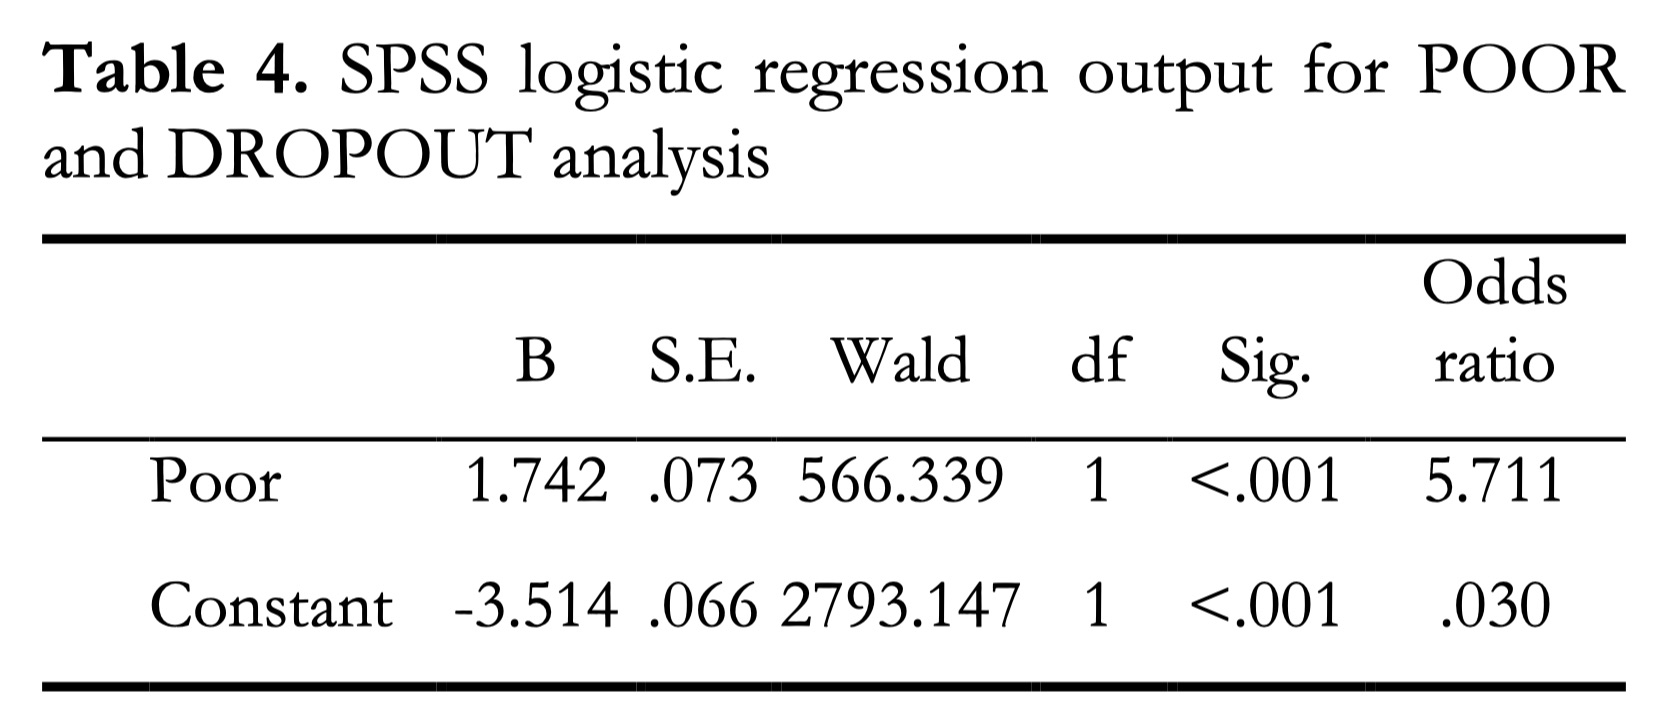 Table 4. SPSS logistic regression output for POOR
and DROPOUT analysis
Odds
B S.E. Wald df Sig. ratio
Poor 1.742 .073 566.339 1 <.001 5.711
Constant -3.514 .066 2793.147 1 <.001 .030